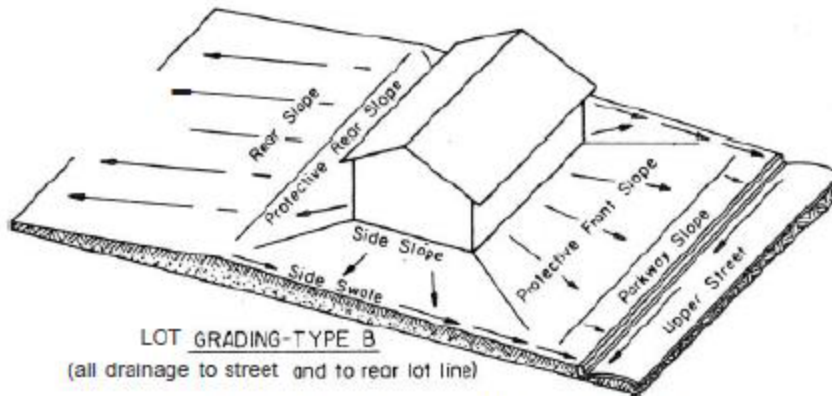 Rear Slope
Protective Rear Slope
Side Slope
Protective Front Slope
Parkway Slope
Upper Street
Side Swale
LOT GRADING-TYPE B
(all drainage to street and to rear lot line)